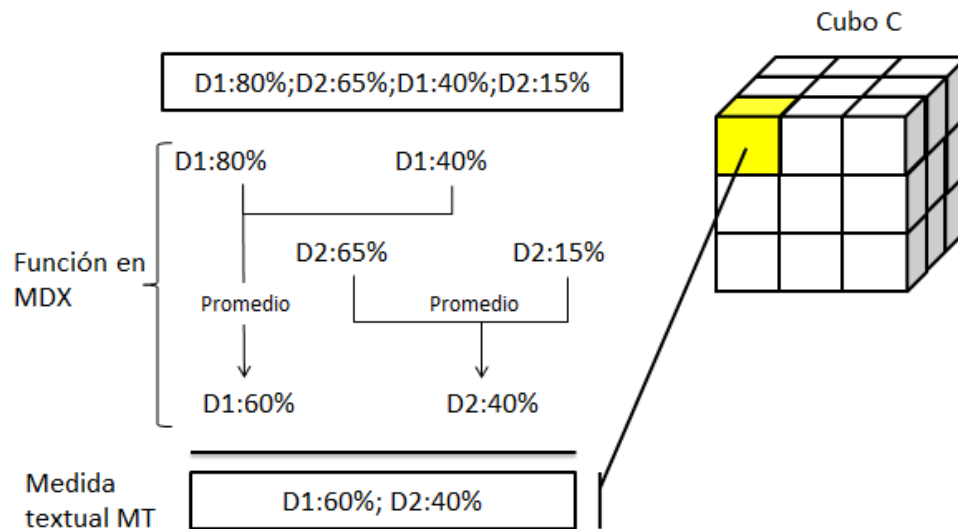 Cubo C
D1:80%;D2:65%;D1:40%;D2:15%
D1:80%
D1:40%
D2:65%
D2:15%
Función en
MDX
Promedio
Promedio
D1:60%
D2:40%
Medida
textual MT
D1:60%; D2:40%